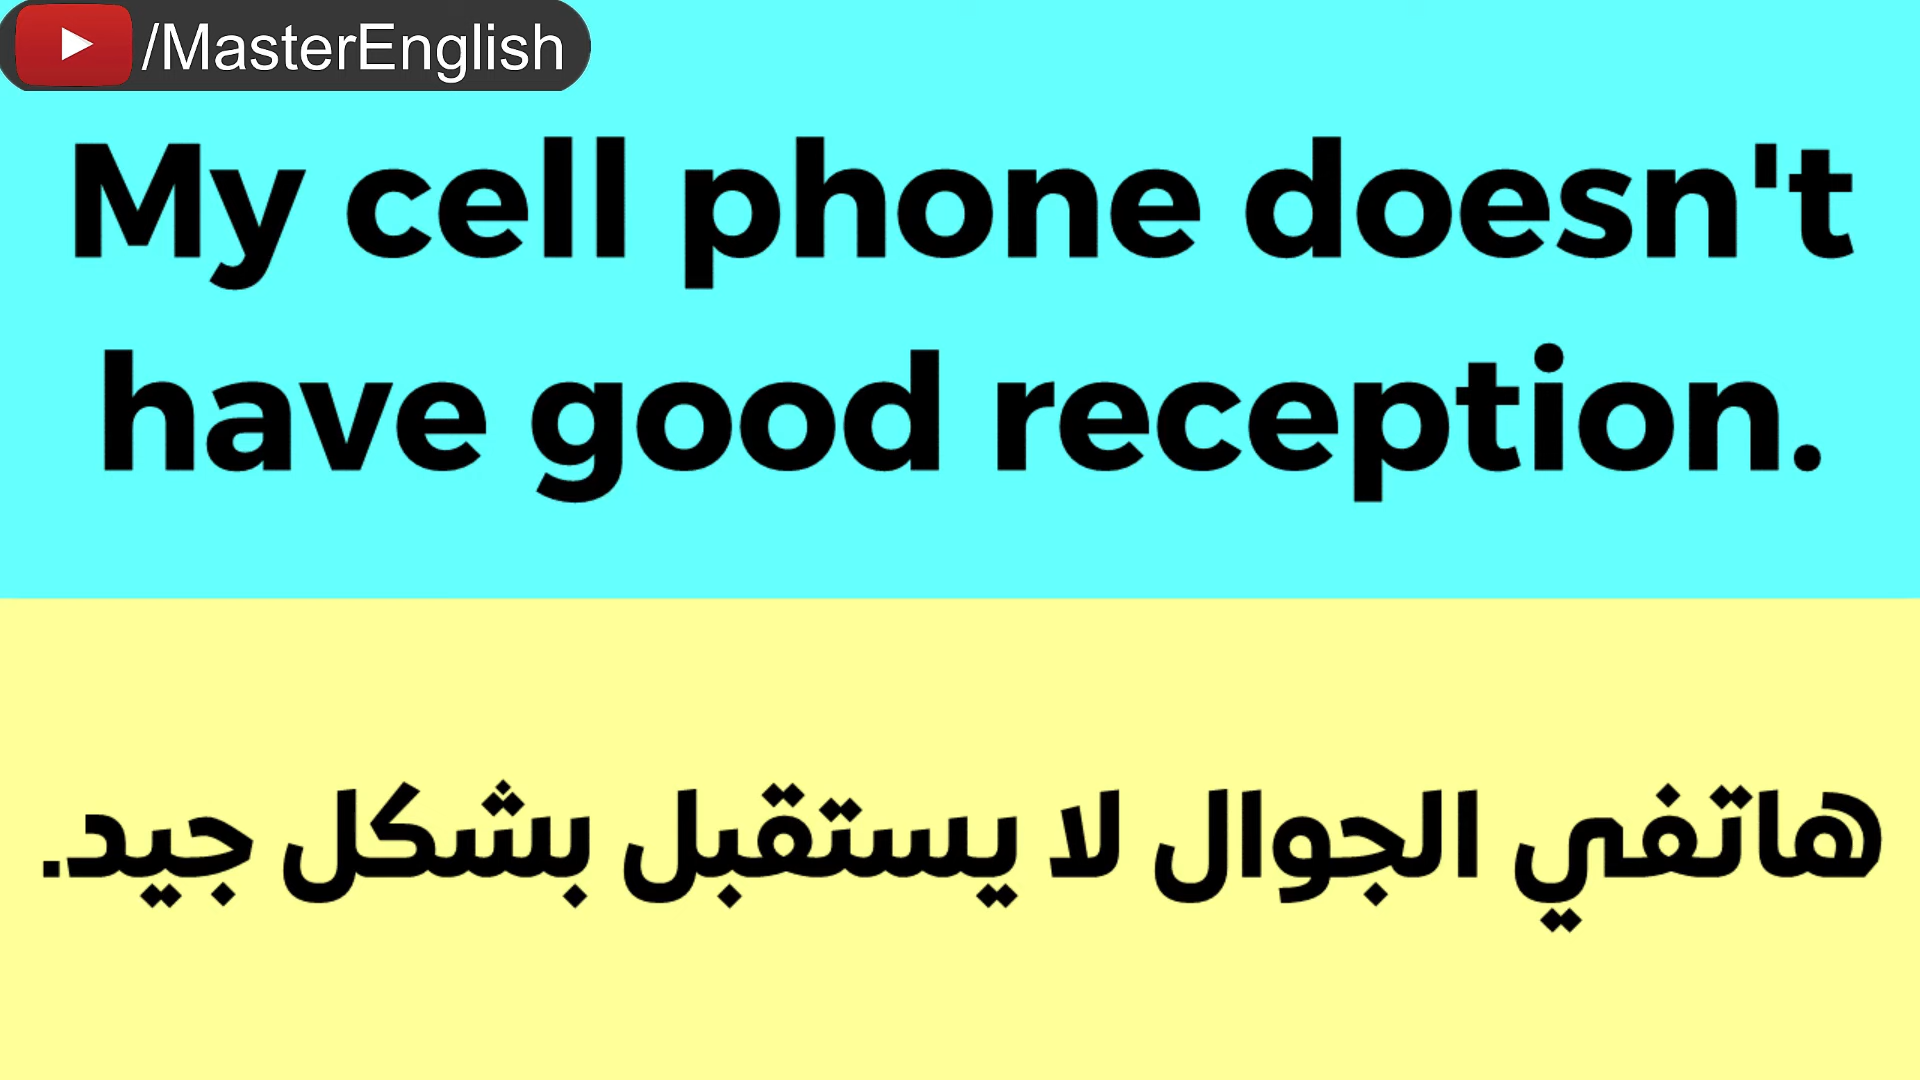 /MasterEnglish
My cell phone doesn't
have good reception.
هاتفي الجوال لا يستقبل بشكل جيد.